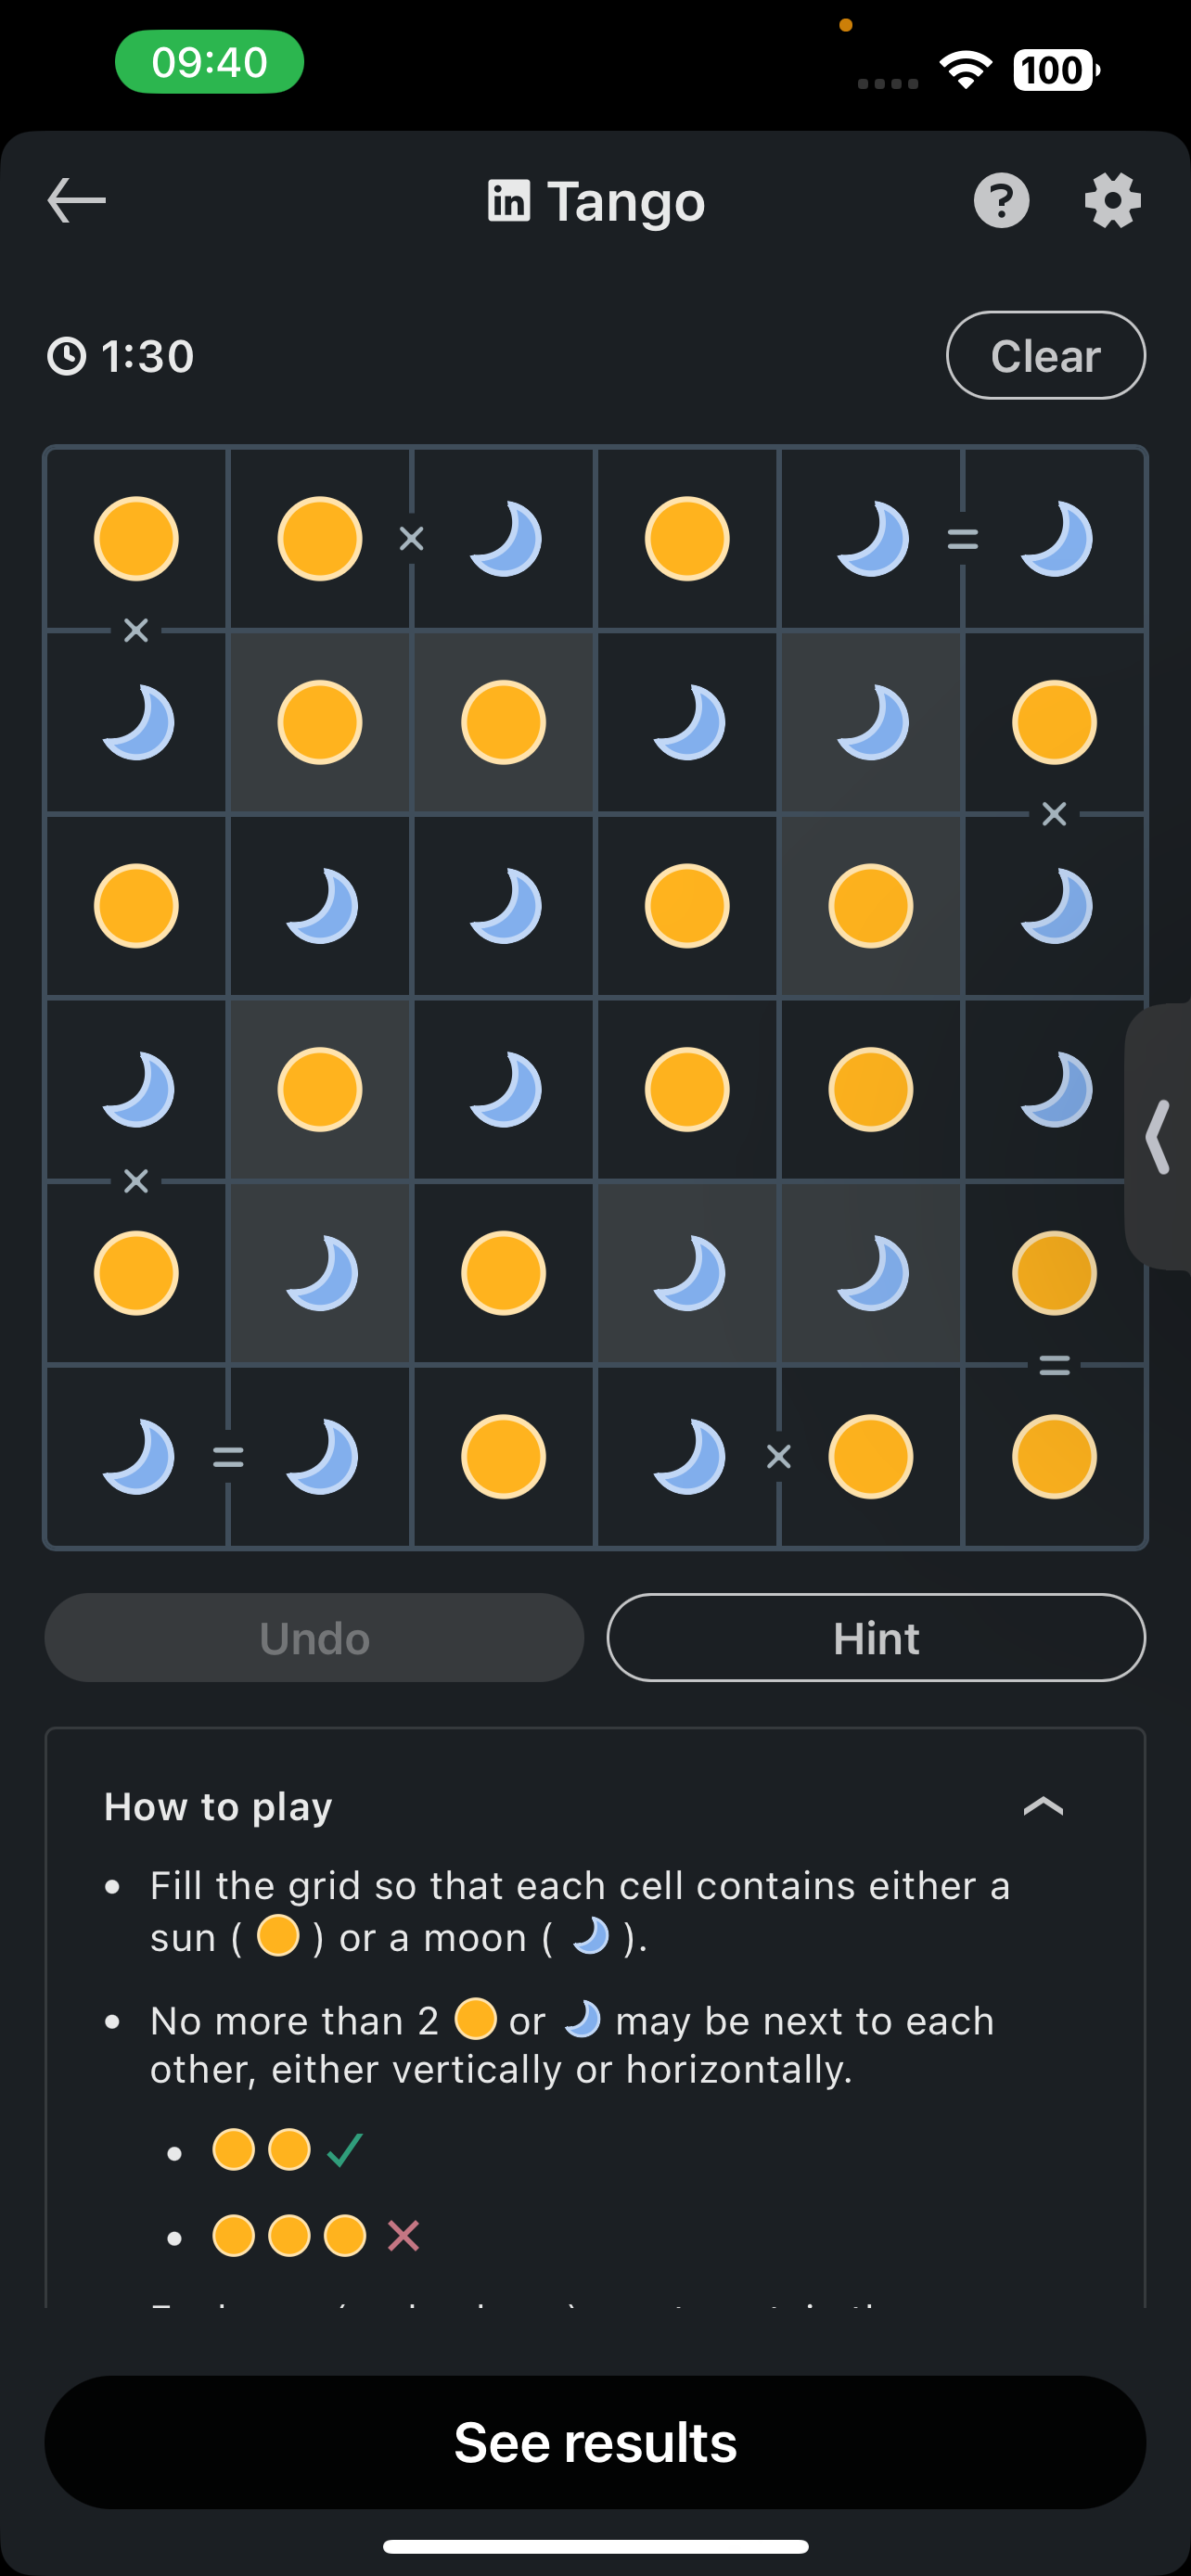 09:40
100
in Tango
?
1:30
Clear
×
=
×
×
×
=
=
×
Undo
Hint
How to play
• Fill the grid so that each cell contains either a
sun ( ) or a moon ( ).
• No more than 2 or may be next to each
other, either vertically or horizontally.
See results